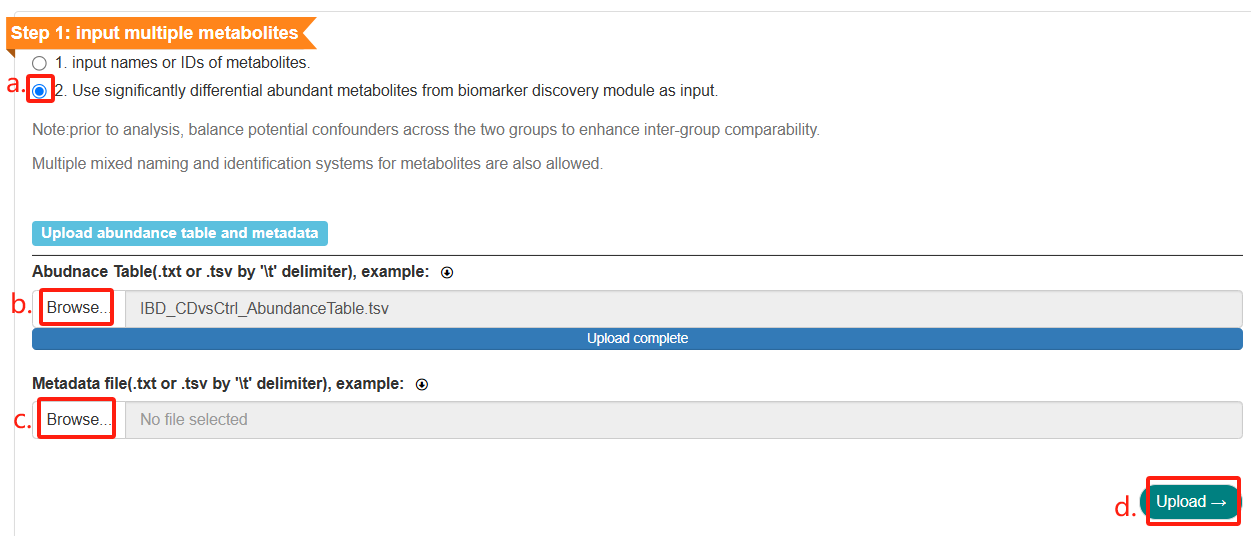 Step 1: input multiple metabolites
1. input names or IDs of metabolites.
a. 2. Use significantly differential abundant metabolites from biomarker discovery module as input.
Note:prior to analysis, balance potential confounders across the two groups to enhance inter-group comparability.
Multiple mixed naming and identification systems for metabolites are also allowed.
Upload abundance table and metadata
Abudnace Table(.txt or .tsv by '\t' delimiter), example:
b. Browse... IBD_CDvsCtrl_AbundanceTable.tsv
Upload complete
Metadata file(.txt or .tsv by '\t' delimiter), example:
c. Browse... No file selected
d. Upload →